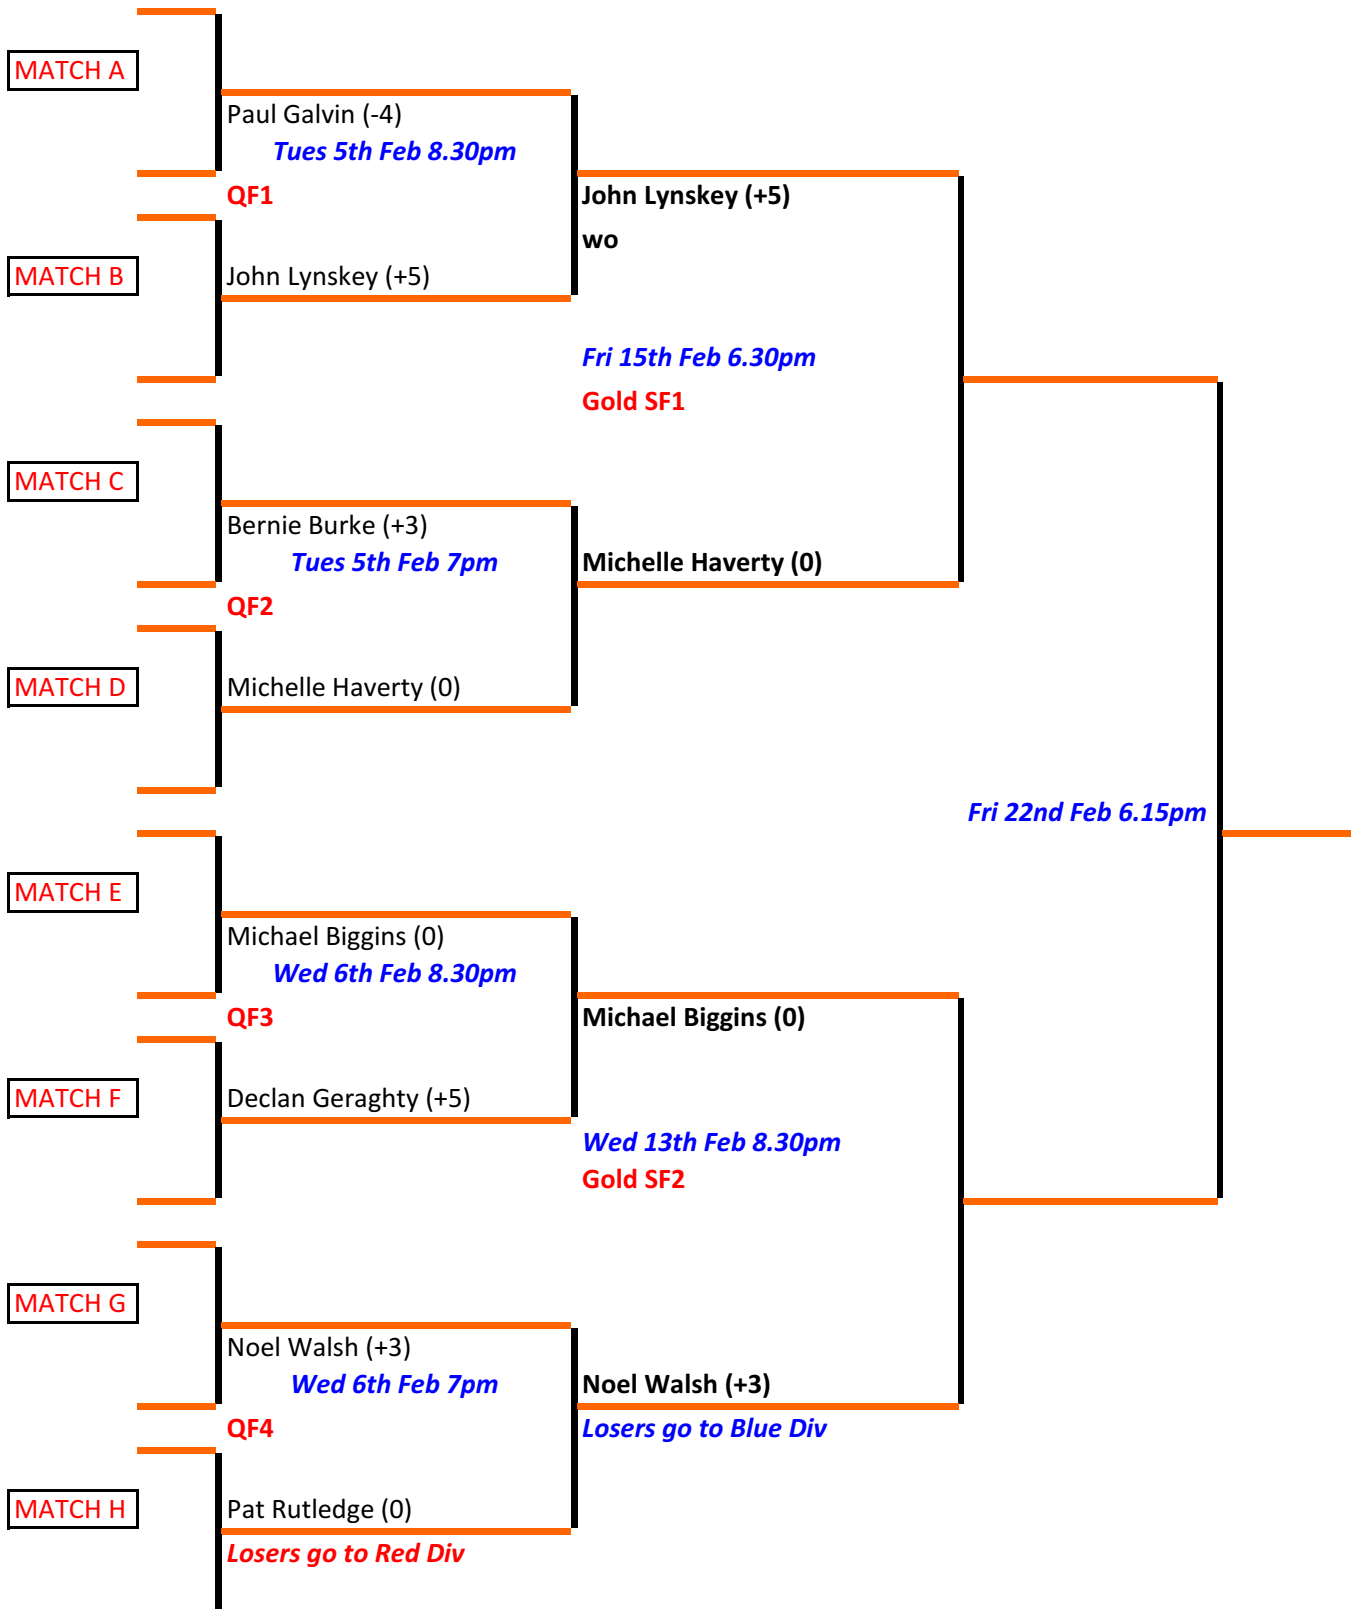 MATCH A
Paul Galvin (-4)
Tues 5th Feb 8.30pm
QF1
John Lynskey (+5)
wo
MATCH B
John Lynskey (+5)
Fri 15th Feb 6.30pm
Gold SF1
MATCH C
Bernie Burke (+3)
Tues 5th Feb 7pm
Michelle Haverty (0)
QF2
MATCH D
Michelle Haverty (0)
Fri 22nd Feb 6.15pm
MATCH E
Michael Biggins (0)
Wed 6th Feb 8.30pm
QF3
Michael Biggins (0)
MATCH F
Declan Geraghty (+5)
Wed 13th Feb 8.30pm
Gold SF2
MATCH G
Noel Walsh (+3)
Wed 6th Feb 7pm
Noel Walsh (+3)
QF4
Losers go to Blue Div
MATCH H
Pat Rutledge (0)
Losers go to Red Div